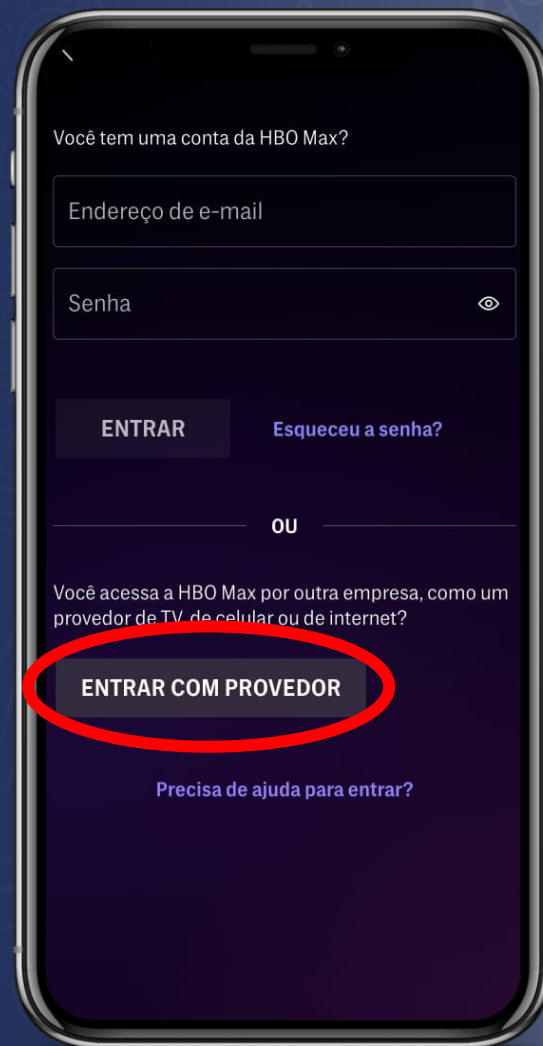 Você tem uma conta da HBO Max?
Endereço de e-mail
Senha
ENTRAR
Esqueceu a senha?
OU
Você acessa a HBO Max por outra empresa, como um
provedor de TV, de celular ou de internet?
ENTRAR COM PROVEDOR
Precisa de ajuda para entrar?